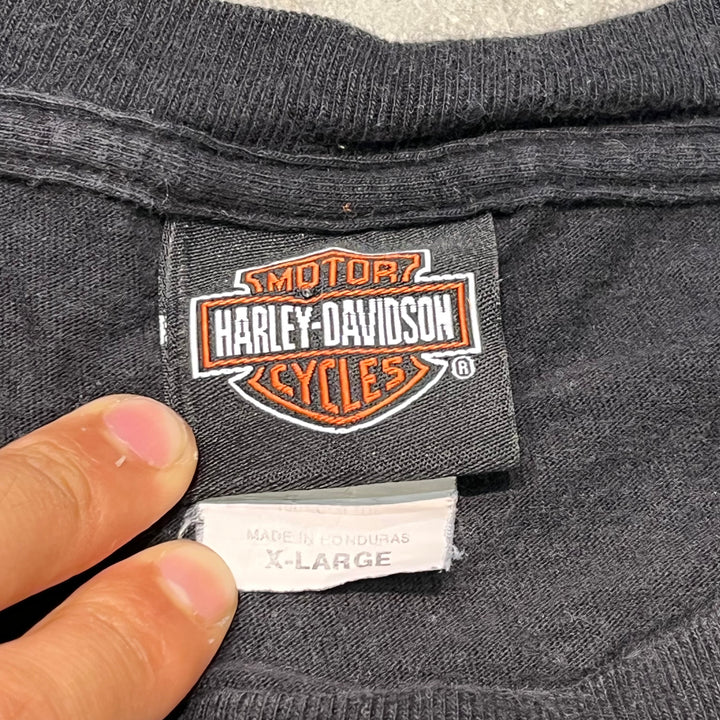 MOTOR
HARLEY-DAVIDSON
CYCLES
®
MADE IN HONDURAS
X-LARGE